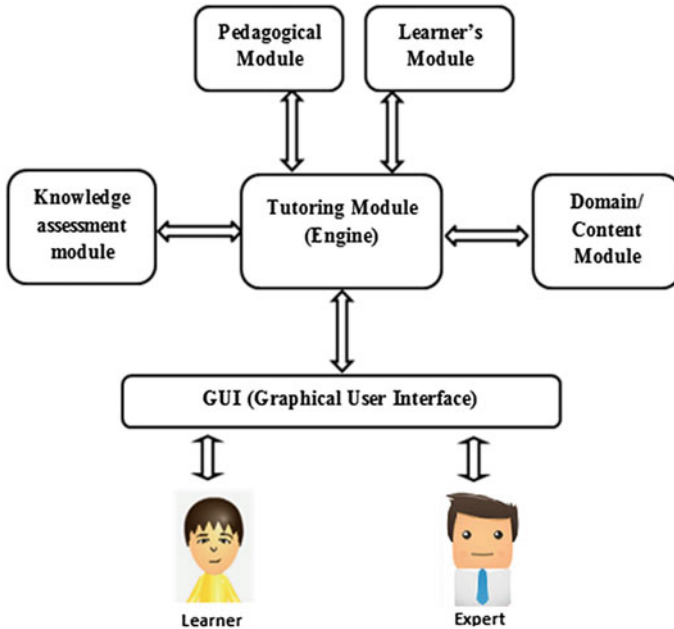 Pedagogical
Module
Learner's
Module
Knowledge
assessment
module
Tutoring Module
(Engine)
Domain/
Content
Module
GUI (Graphical User Interface)
Learner
Expert